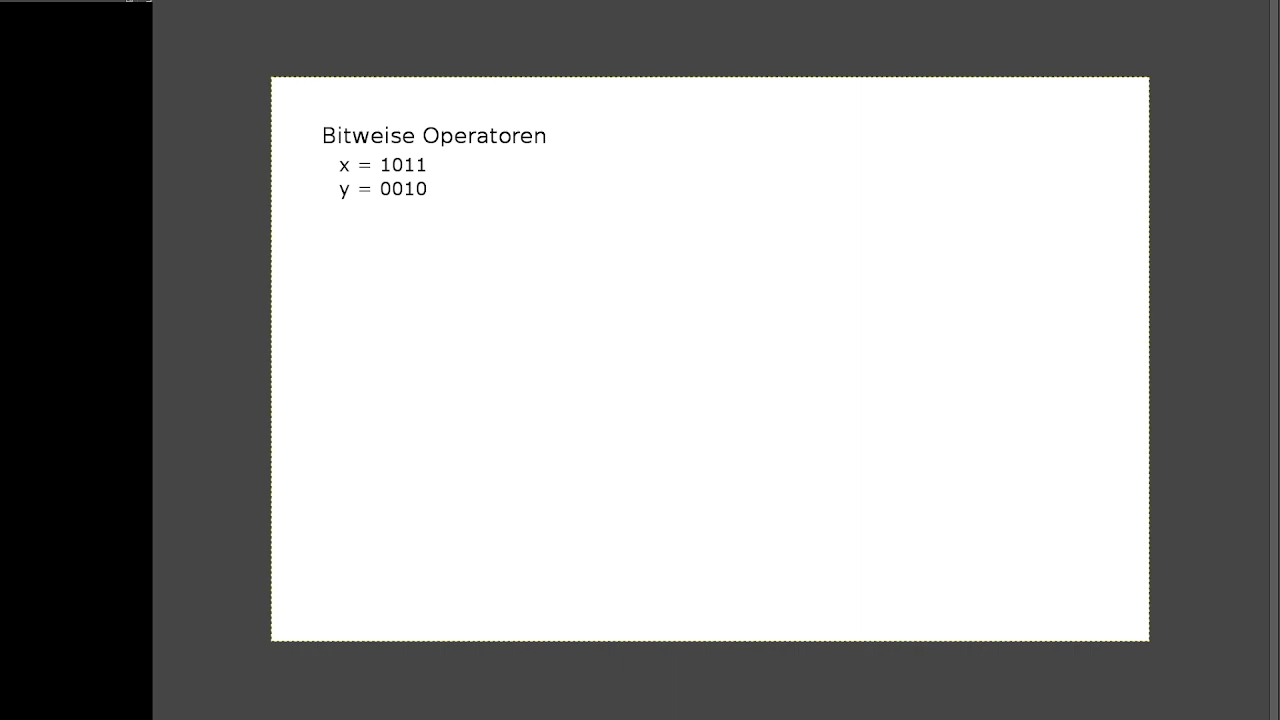 Bitweise Operatoren
x = 1011
y = 0010